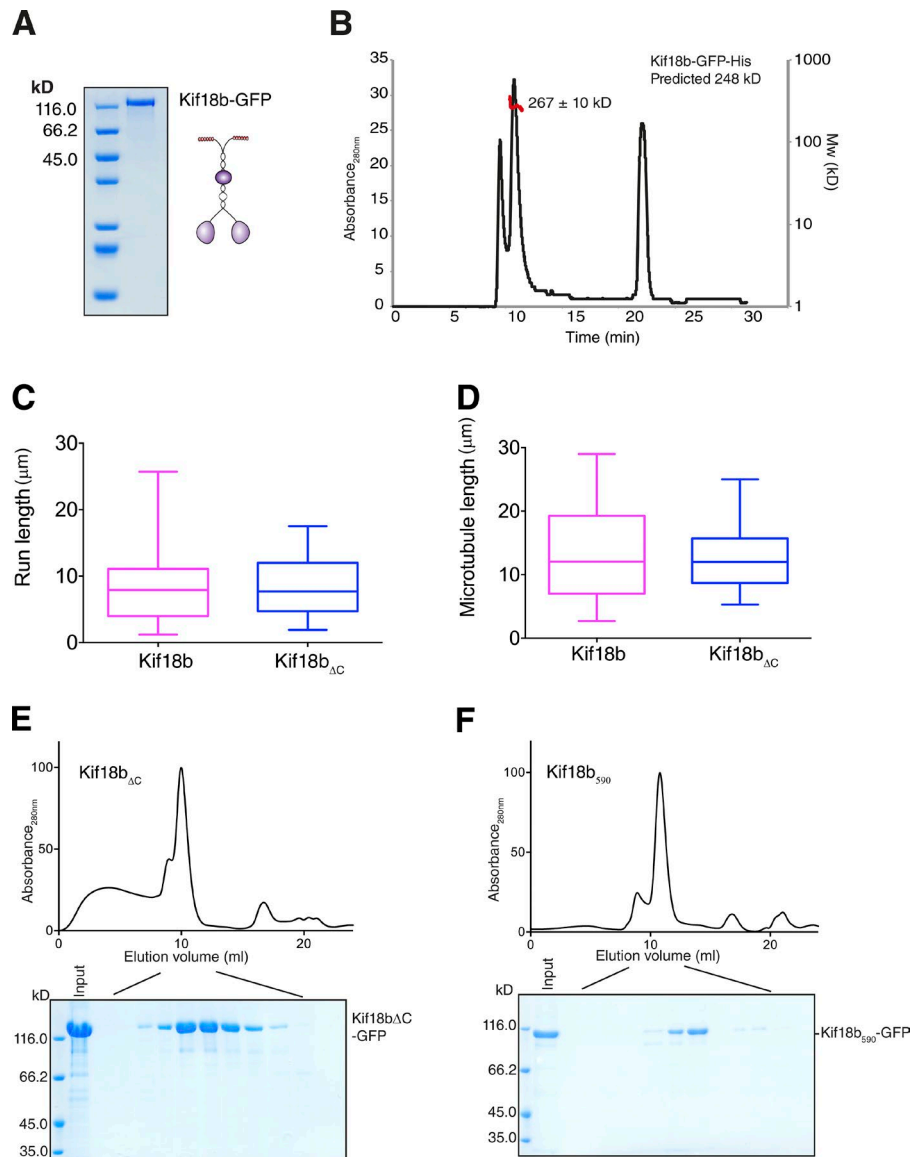 A
kD
116.0
66.2
45.0
Kif18b-GFP
B
35
30
25
20
15
10
5
0
Absorbance280nm
0 5 10 15 20 25 30
Time (min)
1000
100
10
1
Mw (kD)
Kif18b-GFP-His
Predicted 248 kD
267 ± 10 kD
C
Run length (μm)
30
20
10
0
Kif18b Kif18bΔC
D
Microtubule length (μm)
30
20
10
0
Kif18b Kif18bΔC
E
Kif18bΔC
Absorbance280nm
100
50
0 10 20
Elution volume (ml)
Input
kD
116.0
66.2
45.0
35.0
Kif18bΔC
-GFP
F
Kif18b590
Absorbance280nm
100
50
0
0 10 20
Elution volume (ml)
Input
kD
116.0
66.2
45.0
35.0
Kif18b590-GFP